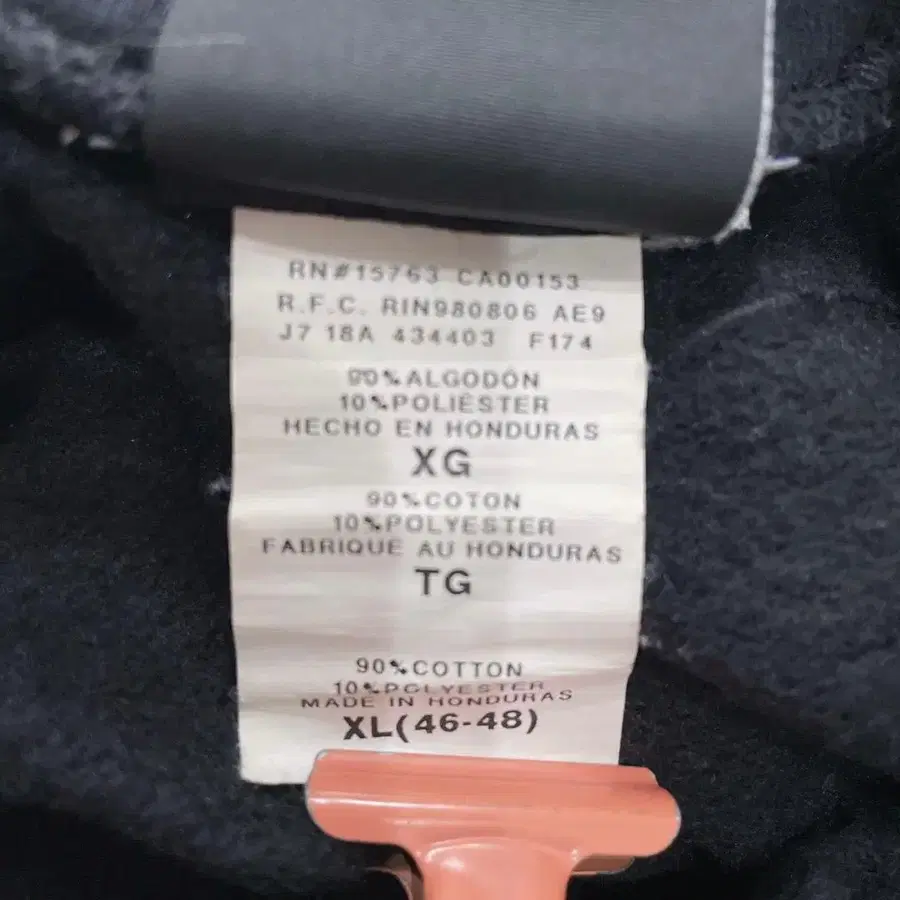 RN#15763 CA00153
R.F.C. RIN980806 AE9
J7 18A 434403 F174
90%ALGODÓN
10%POLIÉSTER
HECHO EN HONDURAS
XG
90%COTON
10%POLYESTER
FABRIQUE AU HONDURAS
TG
90%COTTON
10%POLYESTER
MADE IN HONDURAS
XL(46-48)